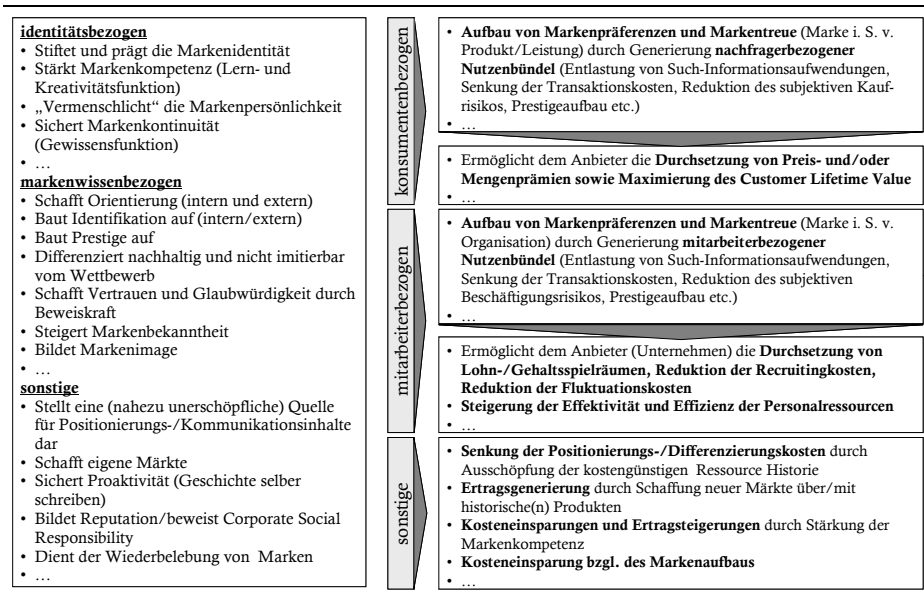 identitätsbezogen
• Stiftet und prägt die Markenidentität
• Stärkt Markenkompetenz (Lern- und
Kreativitätsfunktion)
• „Vermenschlicht“ die Markenpersönlichkeit
• Sichert Markenkontinuität
(Gewissensfunktion)
• …
markenwissenbezogen
• Schafft Orientierung (intern und extern)
• Baut Identifikation auf (intern/extern)
• Baut Prestige auf
• Differenziert nachhaltig und nicht imitierbar
vom Wettbewerb
• Schafft Vertrauen und Glaubwürdigkeit durch
Beweiskraft
• Steigert Markenbekanntheit
• Bildet Markenimage
• …
sonstige
• Stellt eine (nahezu unerschöpfliche) Quelle
für Positionierungs-/Kommunikationsinhalte
dar
• Schafft eigene Märkte
• Sichert Proaktivität (Geschichte selber
schreiben)
• Bildet Reputation/beweist Corporate Social
Responsibility
• Dient der Wiederbelebung von Marken
• …
konsumentenbezogen
• Aufbau von Markenpräferenzen und Markentreue (Marke i. S. v.
Produkt/Leistung) durch Generierung nachfragerbezogener
Nutzenbündel (Entlastung von Such-Informationsaufwendungen,
Senkung der Transaktionskosten, Reduktion des subjektiven Kauf-
risikos, Prestigeaufbau etc.)
• …
• Ermöglicht dem Anbieter die Durchsetzung von Preis- und/oder
Mengenprämien sowie Maximierung des Customer Lifetime Value
• …
mitarbeiterbezogen
• Aufbau von Markenpräferenzen und Markentreue (Marke i. S. v.
Organisation) durch Generierung mitarbeiterbezogener
Nutzenbündel (Entlastung von Such-Informationsaufwendungen,
Senkung der Transaktionskosten, Reduktion des subjektiven
Beschäftigungsrisikos, Prestigeaufbau etc.)
• …
• Ermöglicht dem Anbieter (Unternehmen) die Durchsetzung von
Lohn-/Gehaltsspielräumen, Reduktion der Recruitingkosten,
Reduktion der Fluktuationskosten
• Steigerung der Effektivität und Effizienz der Personalressourcen
• …
sonstige
• Senkung der Positionierungs-/Differenzierungskosten durch
Ausschöpfung der kostengünstigen Ressource Historie
• Ertragsgenerierung durch Schaffung neuer Märkte über/mit
historische(n) Produkten
• Kosteneinsparungen und Ertragsteigerungen durch Stärkung der
Markenkompetenz
• Kosteneinsparung bzgl. des Markenaufbaus
• …